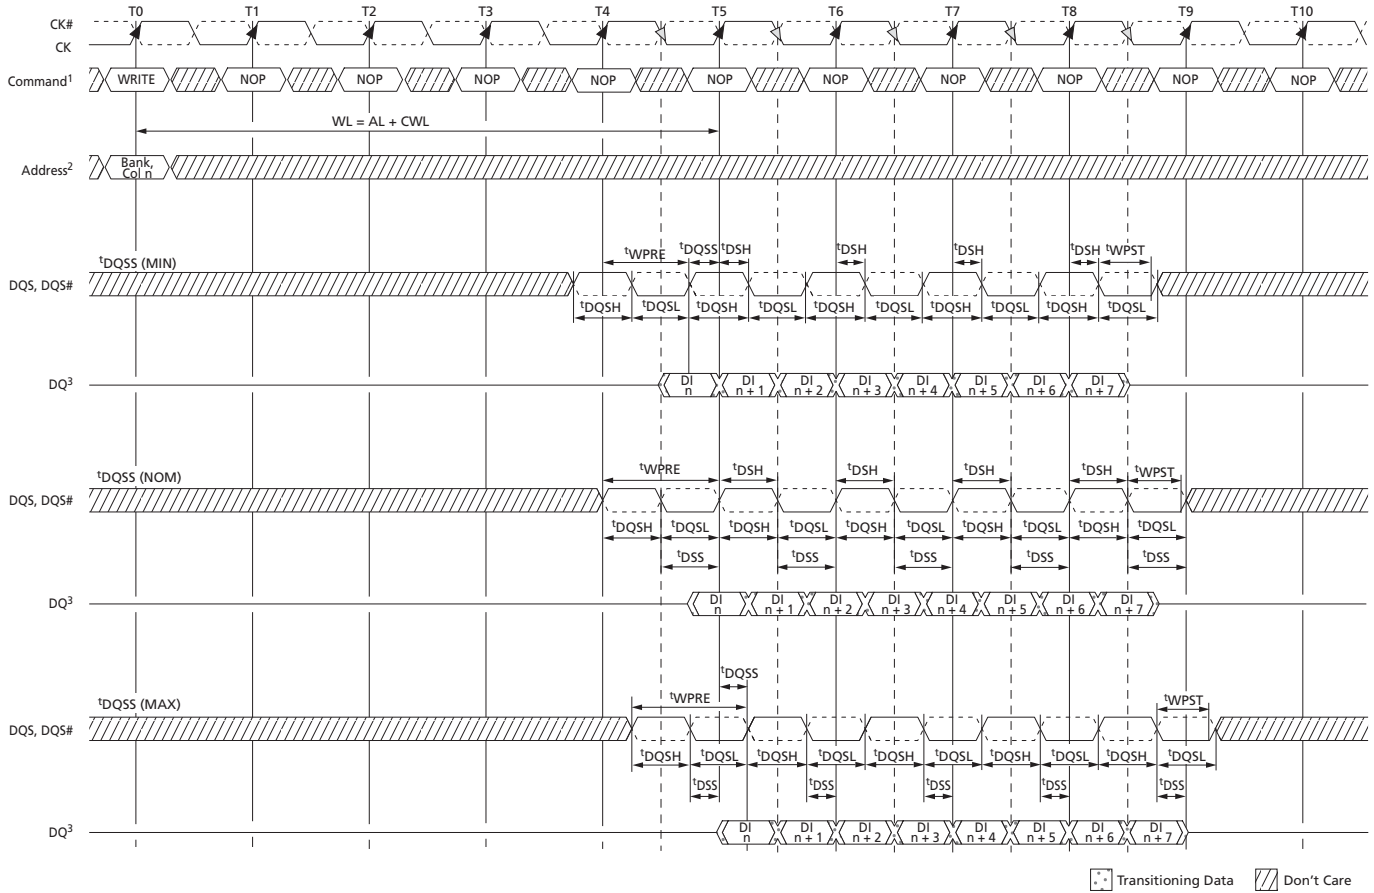 T0 T1 T2 T3 T4 T5 T6 T7 T8 T9 T10
CK#
CK
Command¹ WRITE NOP NOP NOP NOP NOP NOP NOP NOP NOP NOP
WL = AL + CWL
Address² Bank, Col n
tDQSS (MIN)
tWPRE tDQSS tDSH tDSH tDSH tDSH tWPST
DQS, DQS#
tDQSH tDQSL tDQSH tDQSL tDQSH tDQSL tDQSH tDQSL tDQSH tDQSL
DQ³ DI n DI n + 1 DI n + 2 DI n + 3 DI n + 4 DI n + 5 DI n + 6 DI n + 7
tDQSS (NOM)
tWPRE tDSH tDSH tDSH tDSH tWPST
DQS, DQS#
tDQSH tDQSL tDQSH tDQSL tDQSH tDQSL tDQSH tDQSL tDQSH tDQSL
tDSS tDSS tDSS tDSS tDSS
DQ³ DI n DI n + 1 DI n + 2 DI n + 3 DI n + 4 DI n + 5 DI n + 6 DI n + 7
tDQSS
tDQSS (MAX)
tWPRE tWPST
DQS, DQS#
tDQSH tDQSL tDQSH tDQSL tDQSH tDQSL tDQSH tDQSL tDQSH tDQSL
tDSS tDSS tDSS tDSS tDSS
DQ³ DI n DI n + 1 DI n + 2 DI n + 3 DI n + 4 DI n + 5 DI n + 6 DI n + 7
Transitioning Data Don't Care